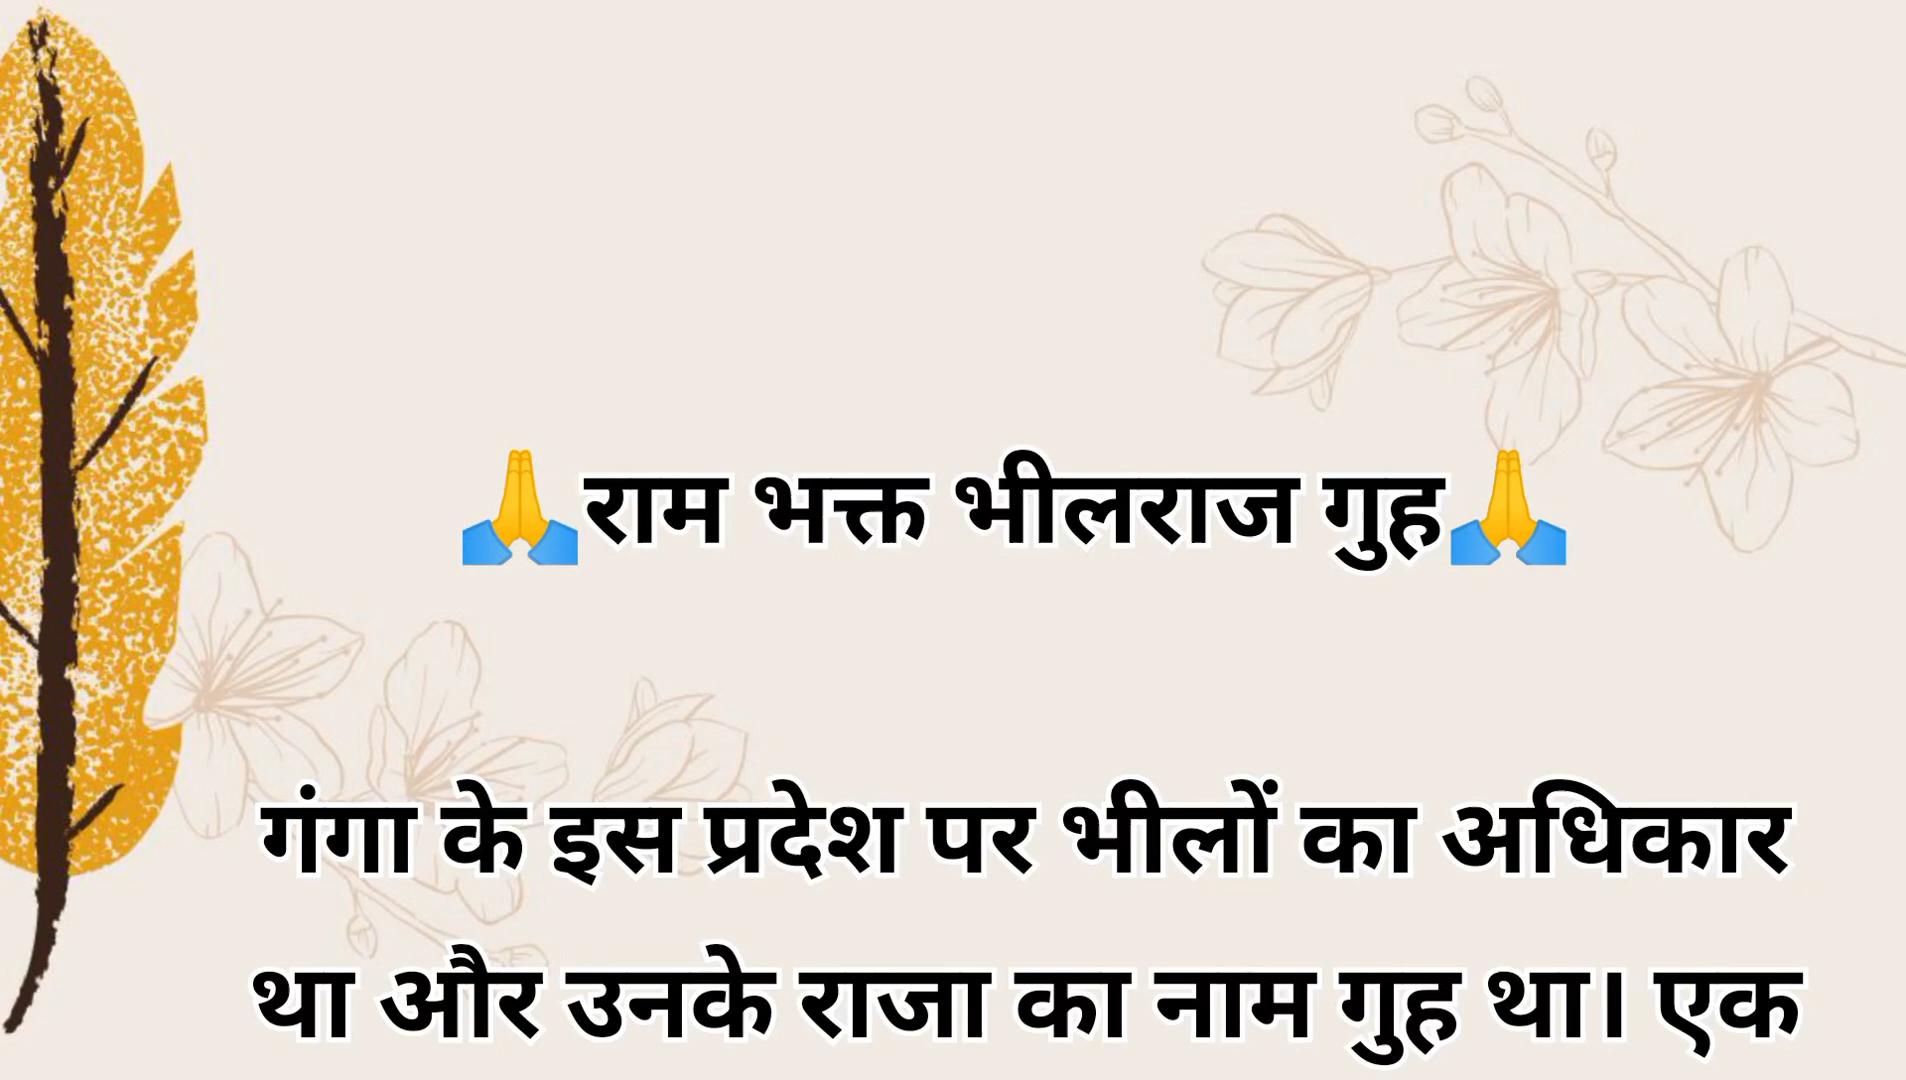 🙏राम भक्त भीलराज गुह🙏
गंगा के इस प्रदेश पर भीलों का अधिकार
था और उनके राजा का नाम गुह था। एक